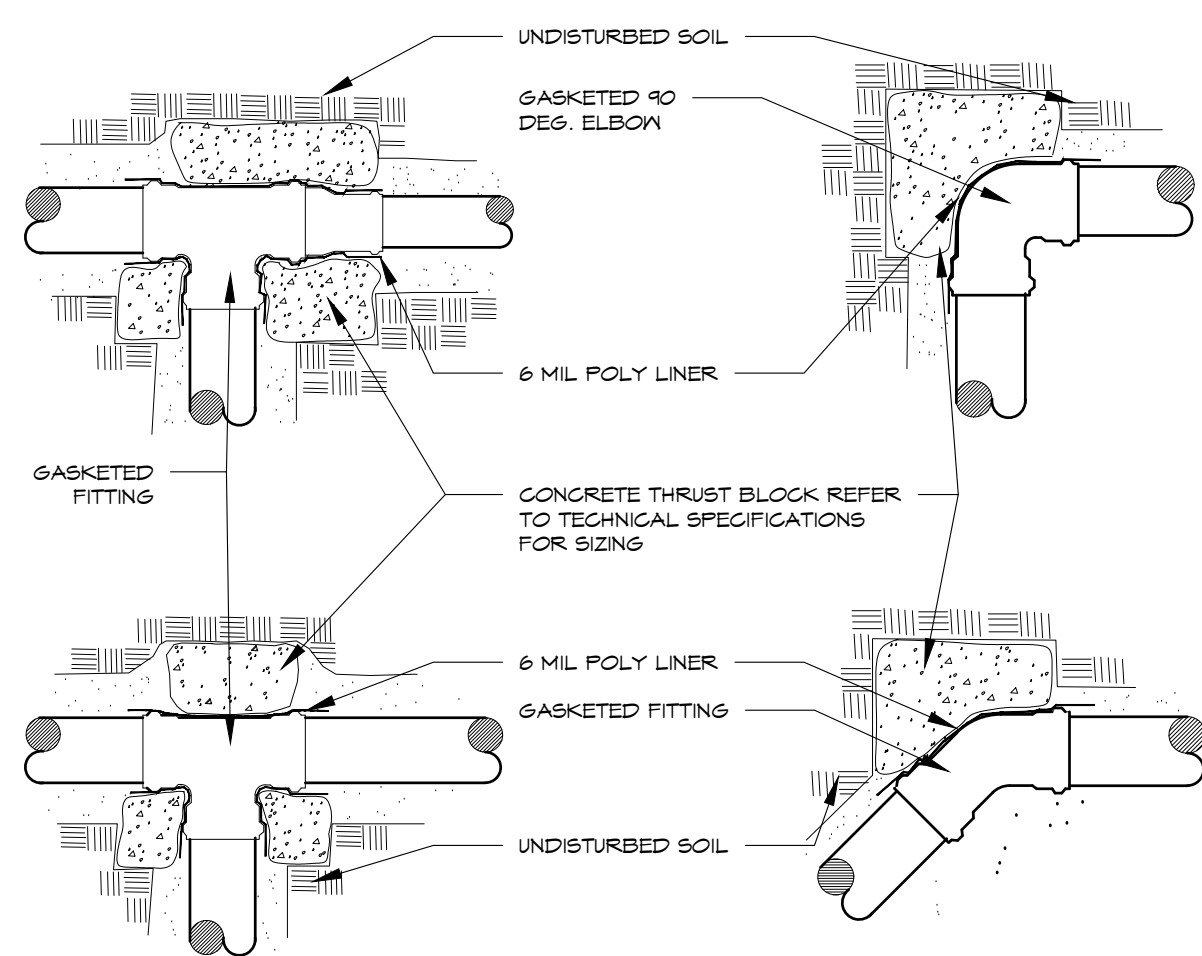 UNDISTURBED SOIL
GASKETED 90
DEG. ELBOW
6 MIL POLY LINER
GASKETED
FITTING
CONCRETE THRUST BLOCK REFER
TO TECHNICAL SPECIFICATIONS
FOR SIZING
6 MIL POLY LINER
GASKETED FITTING
UNDISTURBED SOIL